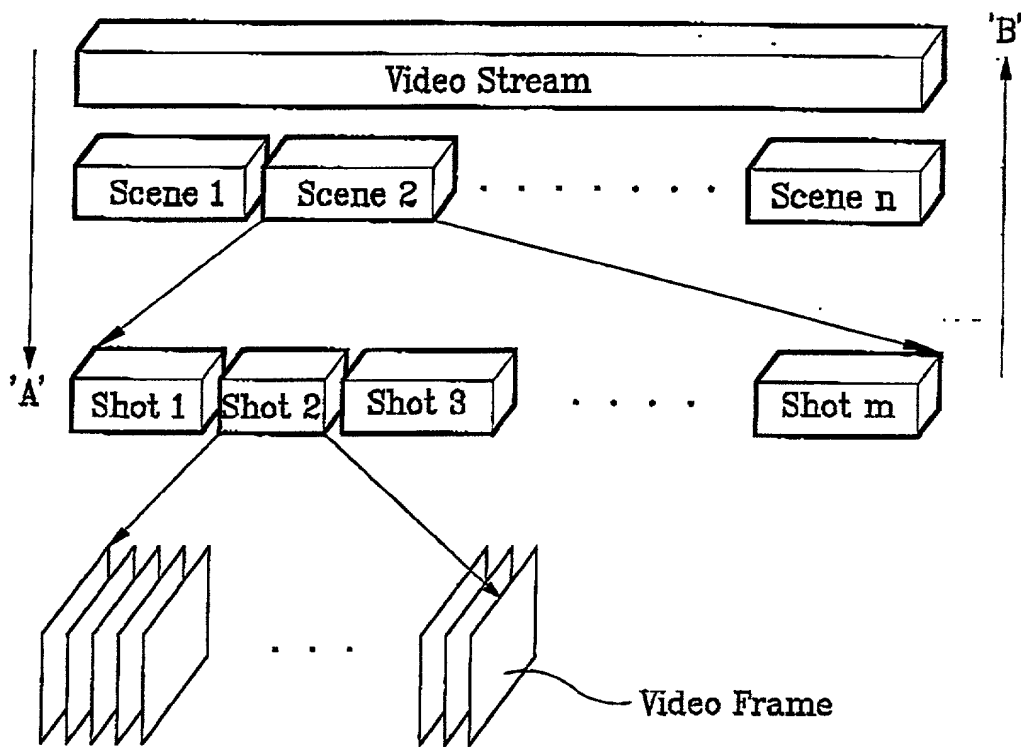 'B'
Video Stream
Scene 1 Scene 2 Scene n
'A'
Shot 1 Shot 2 Shot 3 Shot m
Video Frame